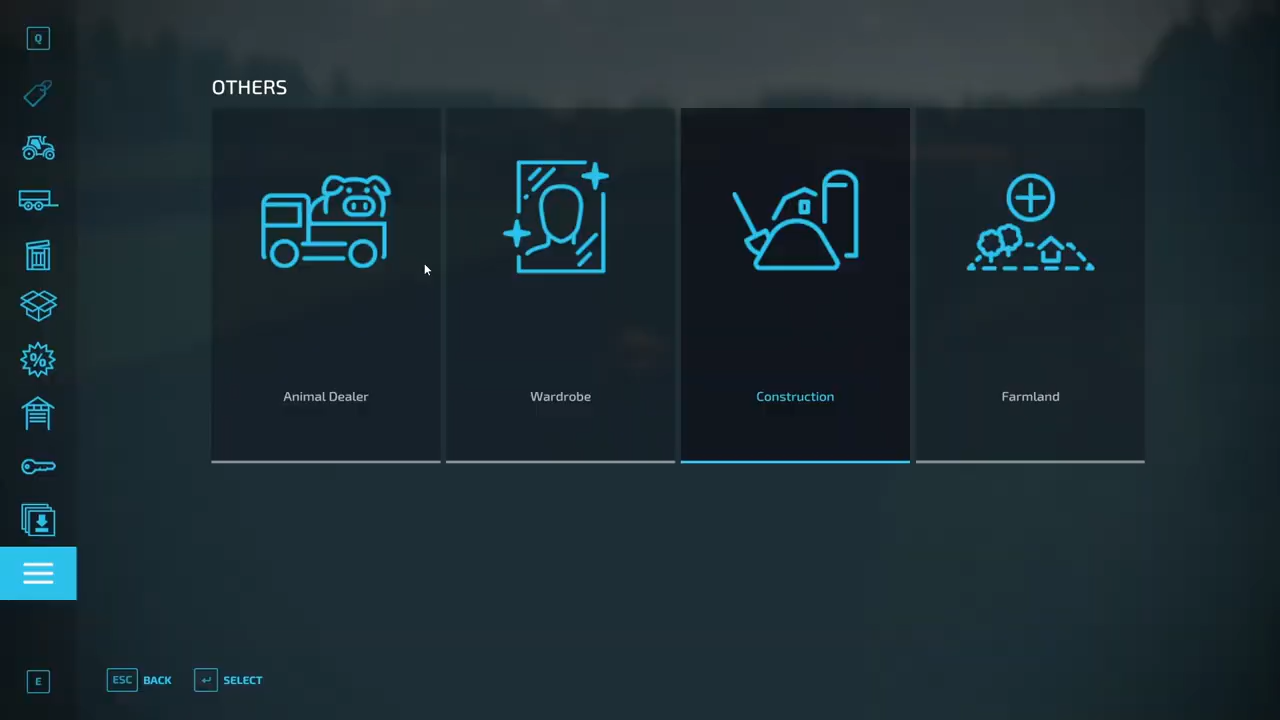 Q
OTHERS
Animal Dealer
Wardrobe
Construction
Farmland
%
E
ESC BACK
SELECT